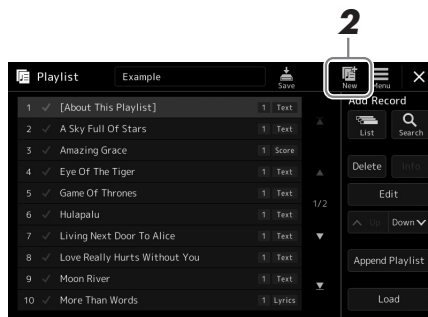 2
Playlist Example Save New Menu
Add Record
List Search
1 [About This Playlist] 1 Text
2 A Sky Full Of Stars 1 Text
3 Amazing Grace 1 Score
4 Eye Of The Tiger 1 Text
5 Game Of Thrones 1 Text
6 Hulapalu 1 Text
7 Living Next Door To Alice 1 Text
8 Love Really Hurts Without You 1 Text
9 Moon River 1 Text
10 More Than Words 1 Lyrics
1/2
Delete Info
Edit
Up Down
Append Playlist
Load